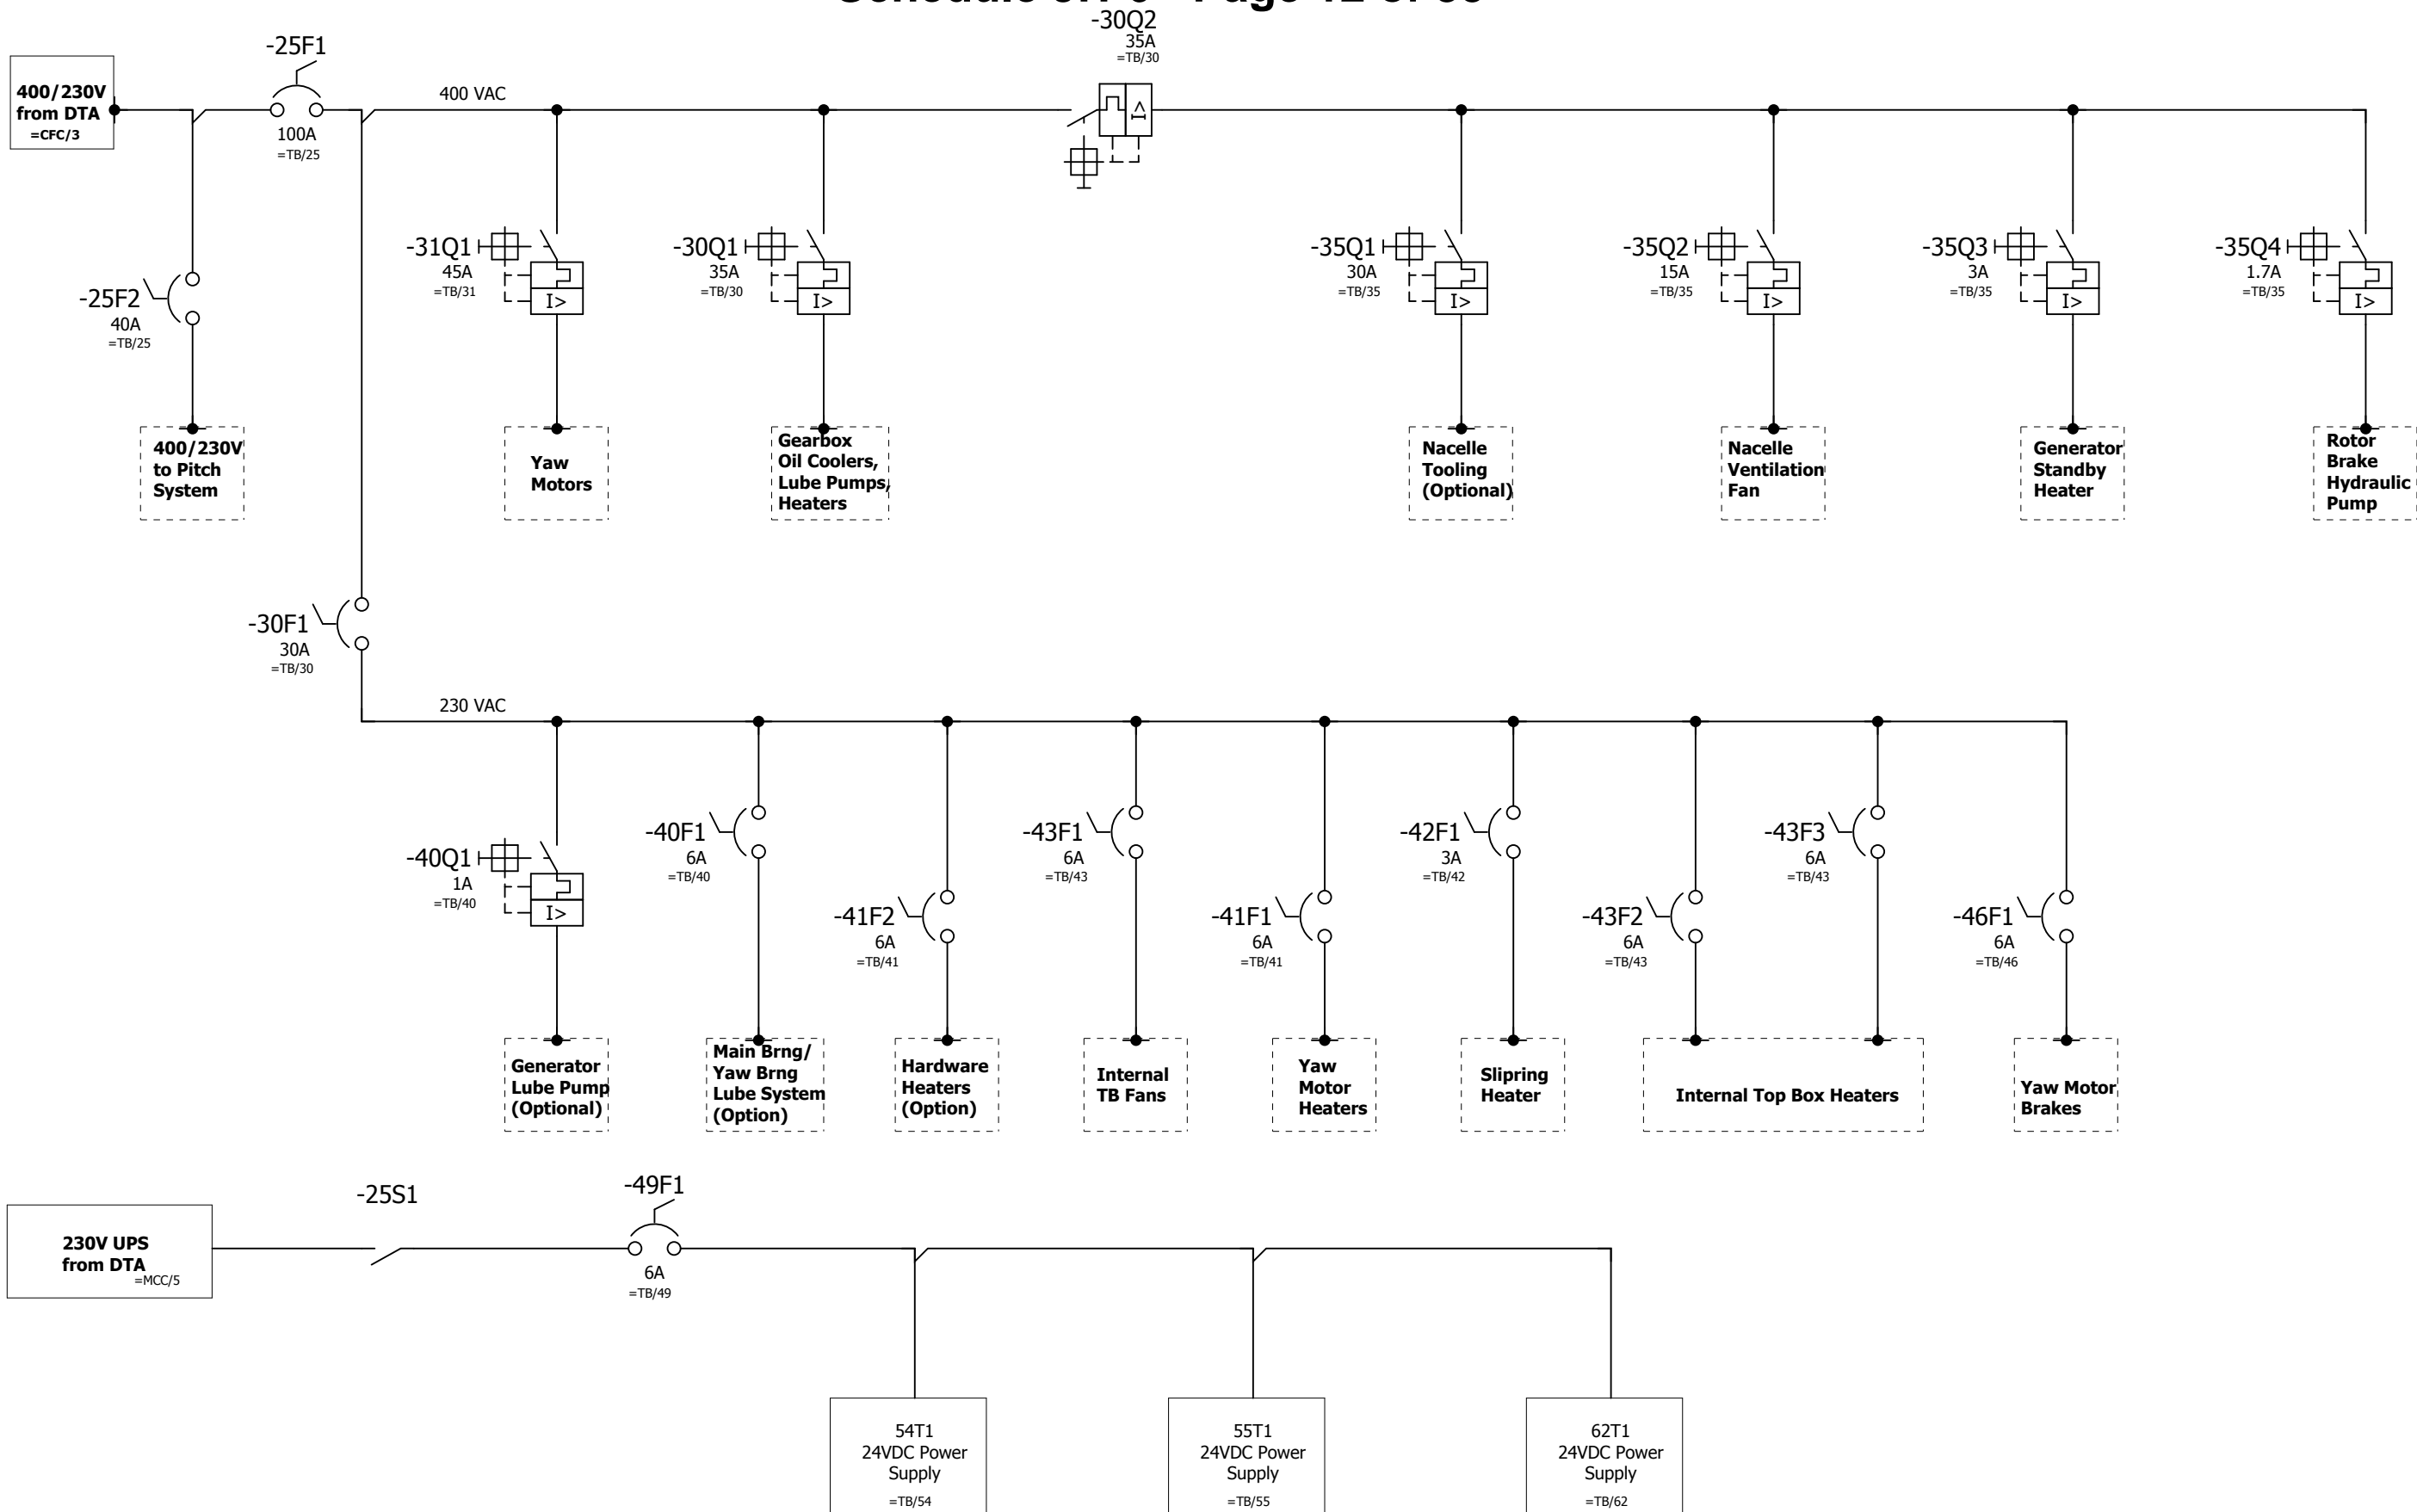 -30Q2
35A
=TB/30
-25F1
100A
=TB/25
400/230V
from DTA
=CFC/3
400 VAC
-25F2
40A
=TB/25
-31Q1
45A
=TB/31
I>
-30Q1
35A
=TB/30
I>
I>
-35Q1
30A
=TB/35
I>
-35Q2
15A
=TB/35
I>
-35Q3
3A
=TB/35
I>
-35Q4
1.7A
=TB/35
I>
400/230V
to Pitch
System
Yaw
Motors
Gearbox
Oil Coolers,
Lube Pumps,
Heaters
Nacelle
Tooling
(Optional)
Nacelle
Ventilation
Fan
Generator
Standby
Heater
Rotor
Brake
Hydraulic
Pump
-30F1
30A
=TB/30
230 VAC
-40Q1
1A
=TB/40
I>
-40F1
6A
=TB/40
-41F2
6A
=TB/41
-43F1
6A
=TB/43
-41F1
6A
=TB/41
-42F1
3A
=TB/42
-43F2
6A
=TB/43
-43F3
6A
=TB/43
-46F1
6A
=TB/46
Generator
Lube Pump
(Optional)
Main Brng/
Yaw Brng
Lube System
(Option)
Hardware
Heaters
(Option)
Internal
TB Fans
Yaw
Motor
Heaters
Slipring
Heater
Internal Top Box Heaters
Yaw Motor
Brakes
230V UPS
from DTA
=MCC/5
-25S1
-49F1
6A
=TB/49
54T1
24VDC Power
Supply
=TB/54
55T1
24VDC Power
Supply
=TB/55
62T1
24VDC Power
Supply
=TB/62